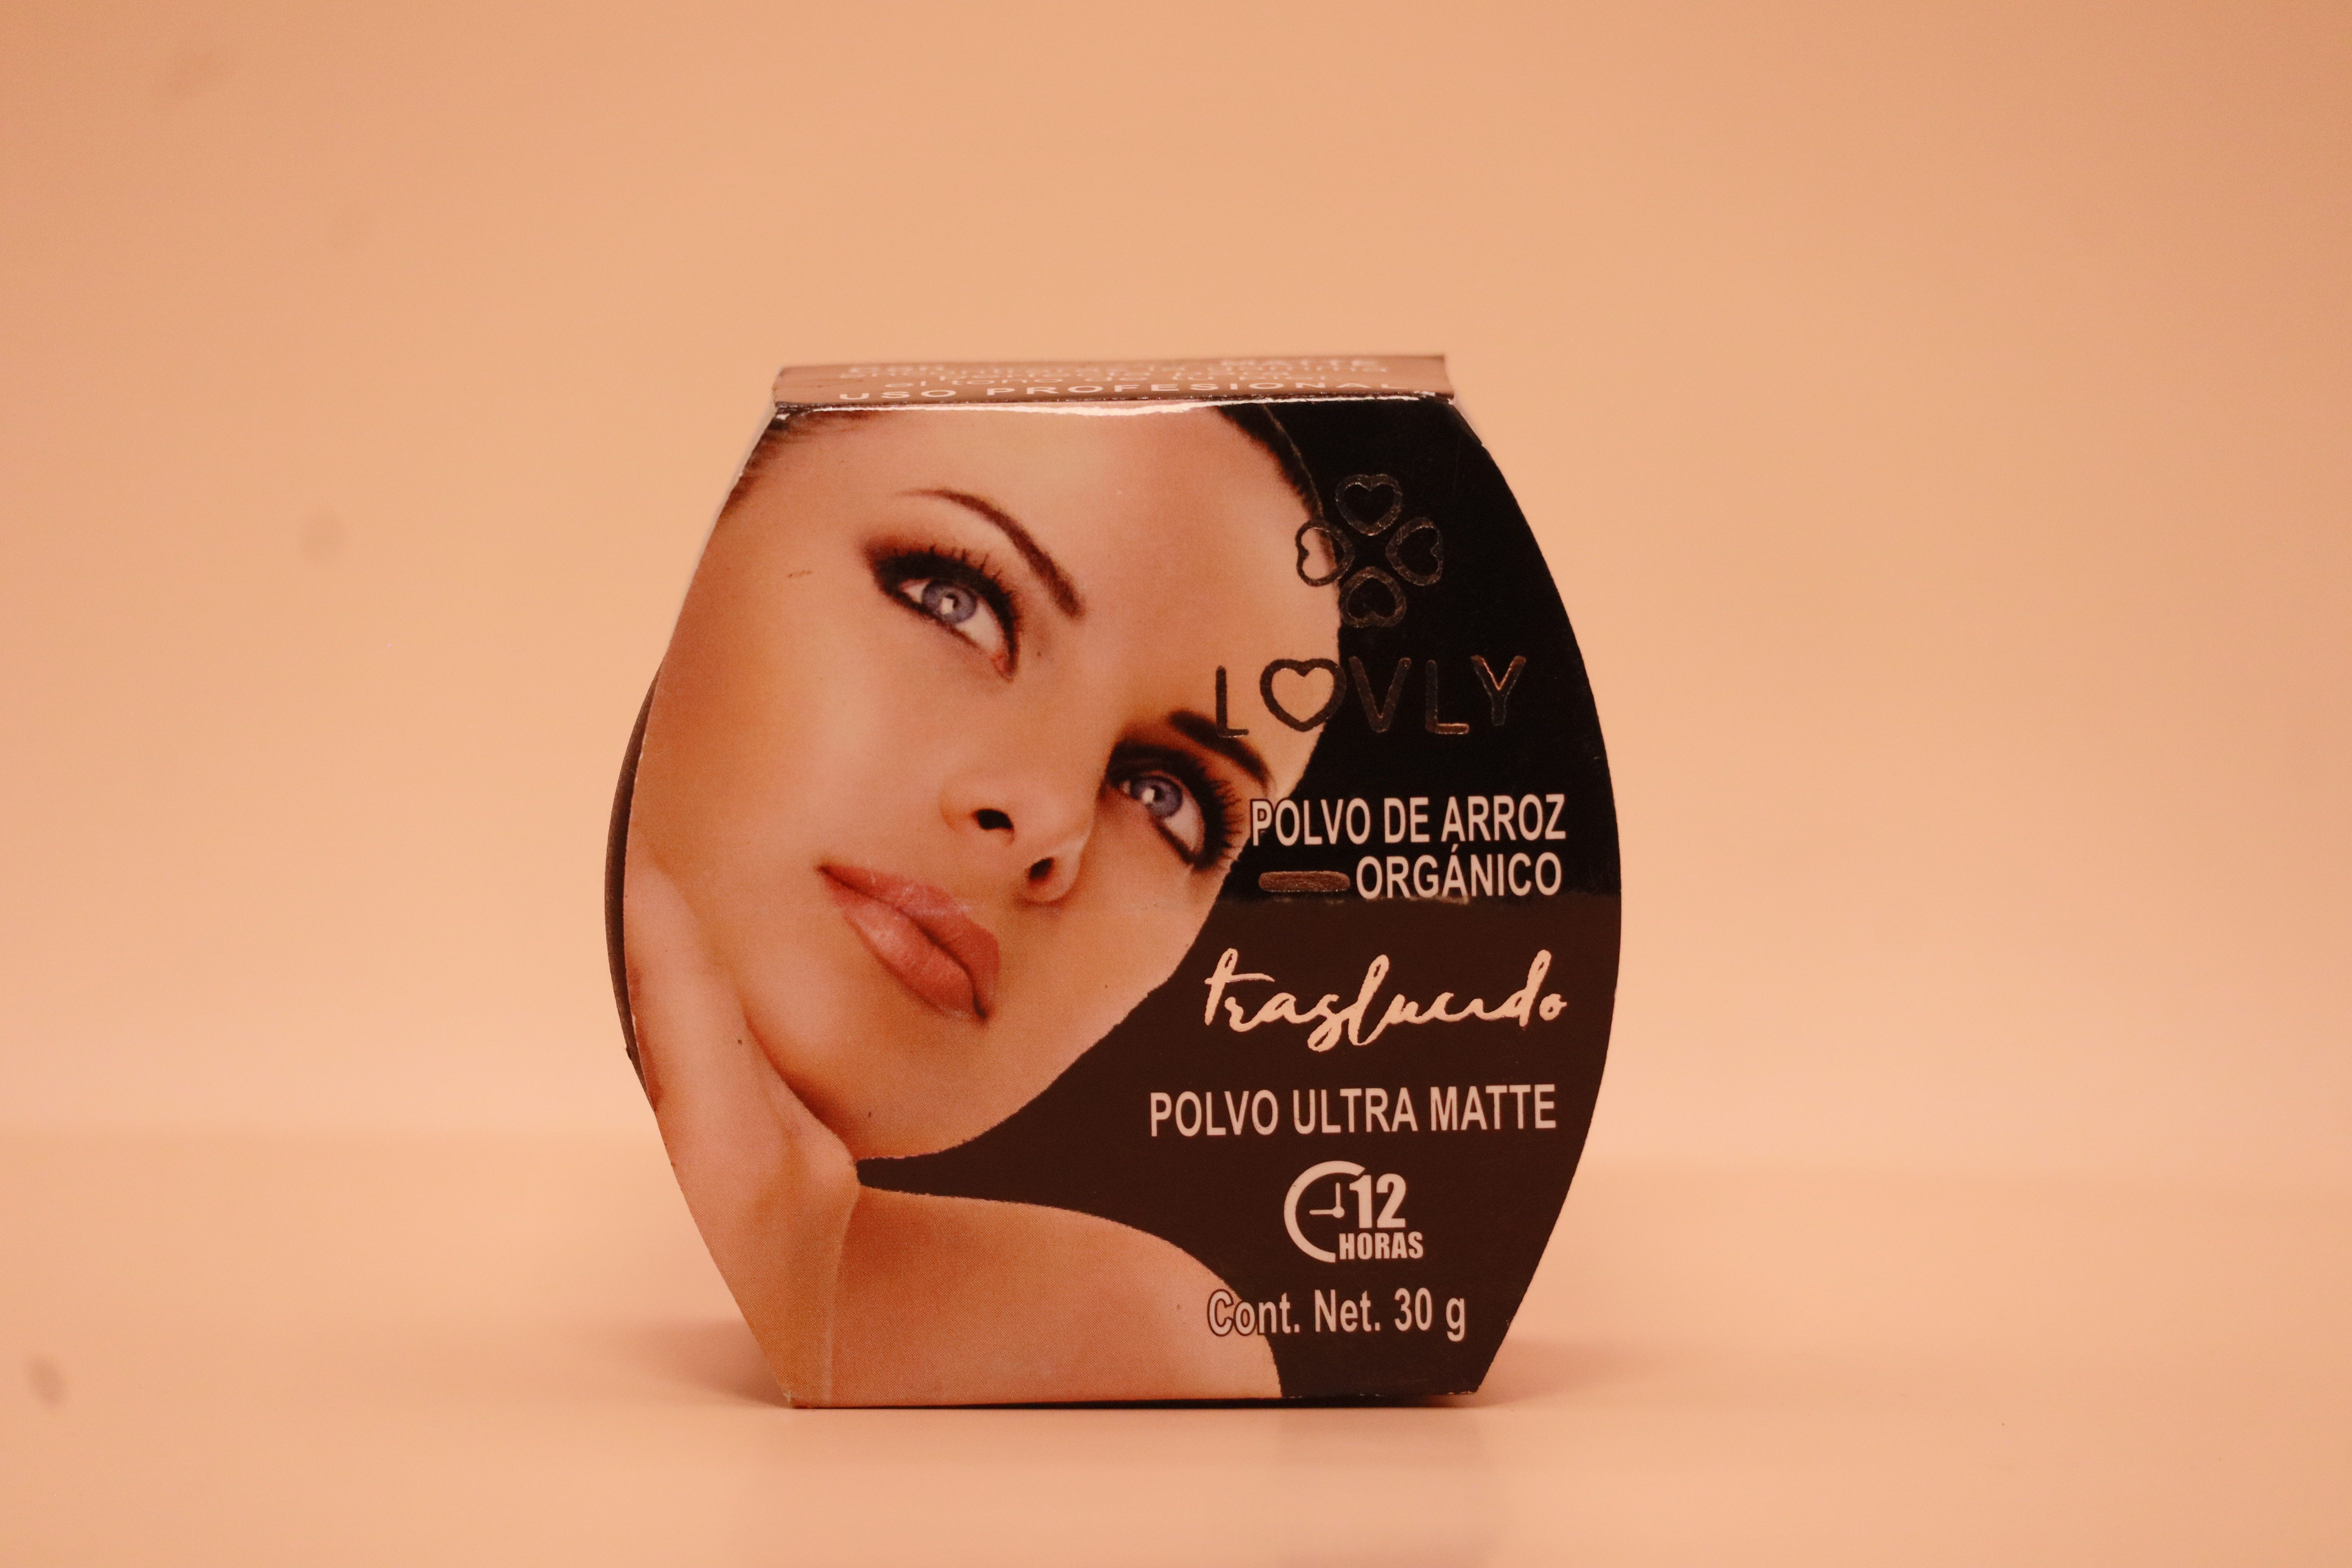 USO PROFESIONAL
LOVLY
POLVO DE ARROZ
ORGÁNICO
traslucido
POLVO ULTRA MATTE
12
HORAS
Cont. Net. 30 g